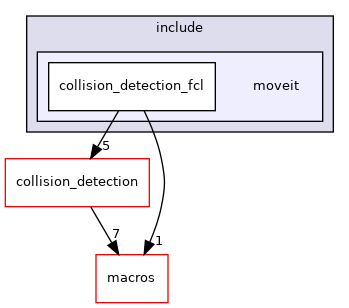 include
collision_detection_fcl
moveit
5
collision_detection
7
1
macros